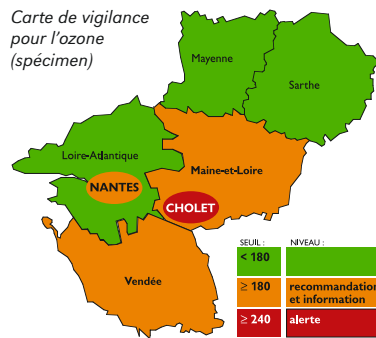 Carte de vigilance
pour l'ozone
(spécimen)
Mayenne
Sarthe
Loire-Atlantique
Maine-et-Loire
NANTES
CHOLET
Vendée
SEUIL : NIVEAU :
< 180
≥ 180 recommandation
et information
≥ 240 alerte